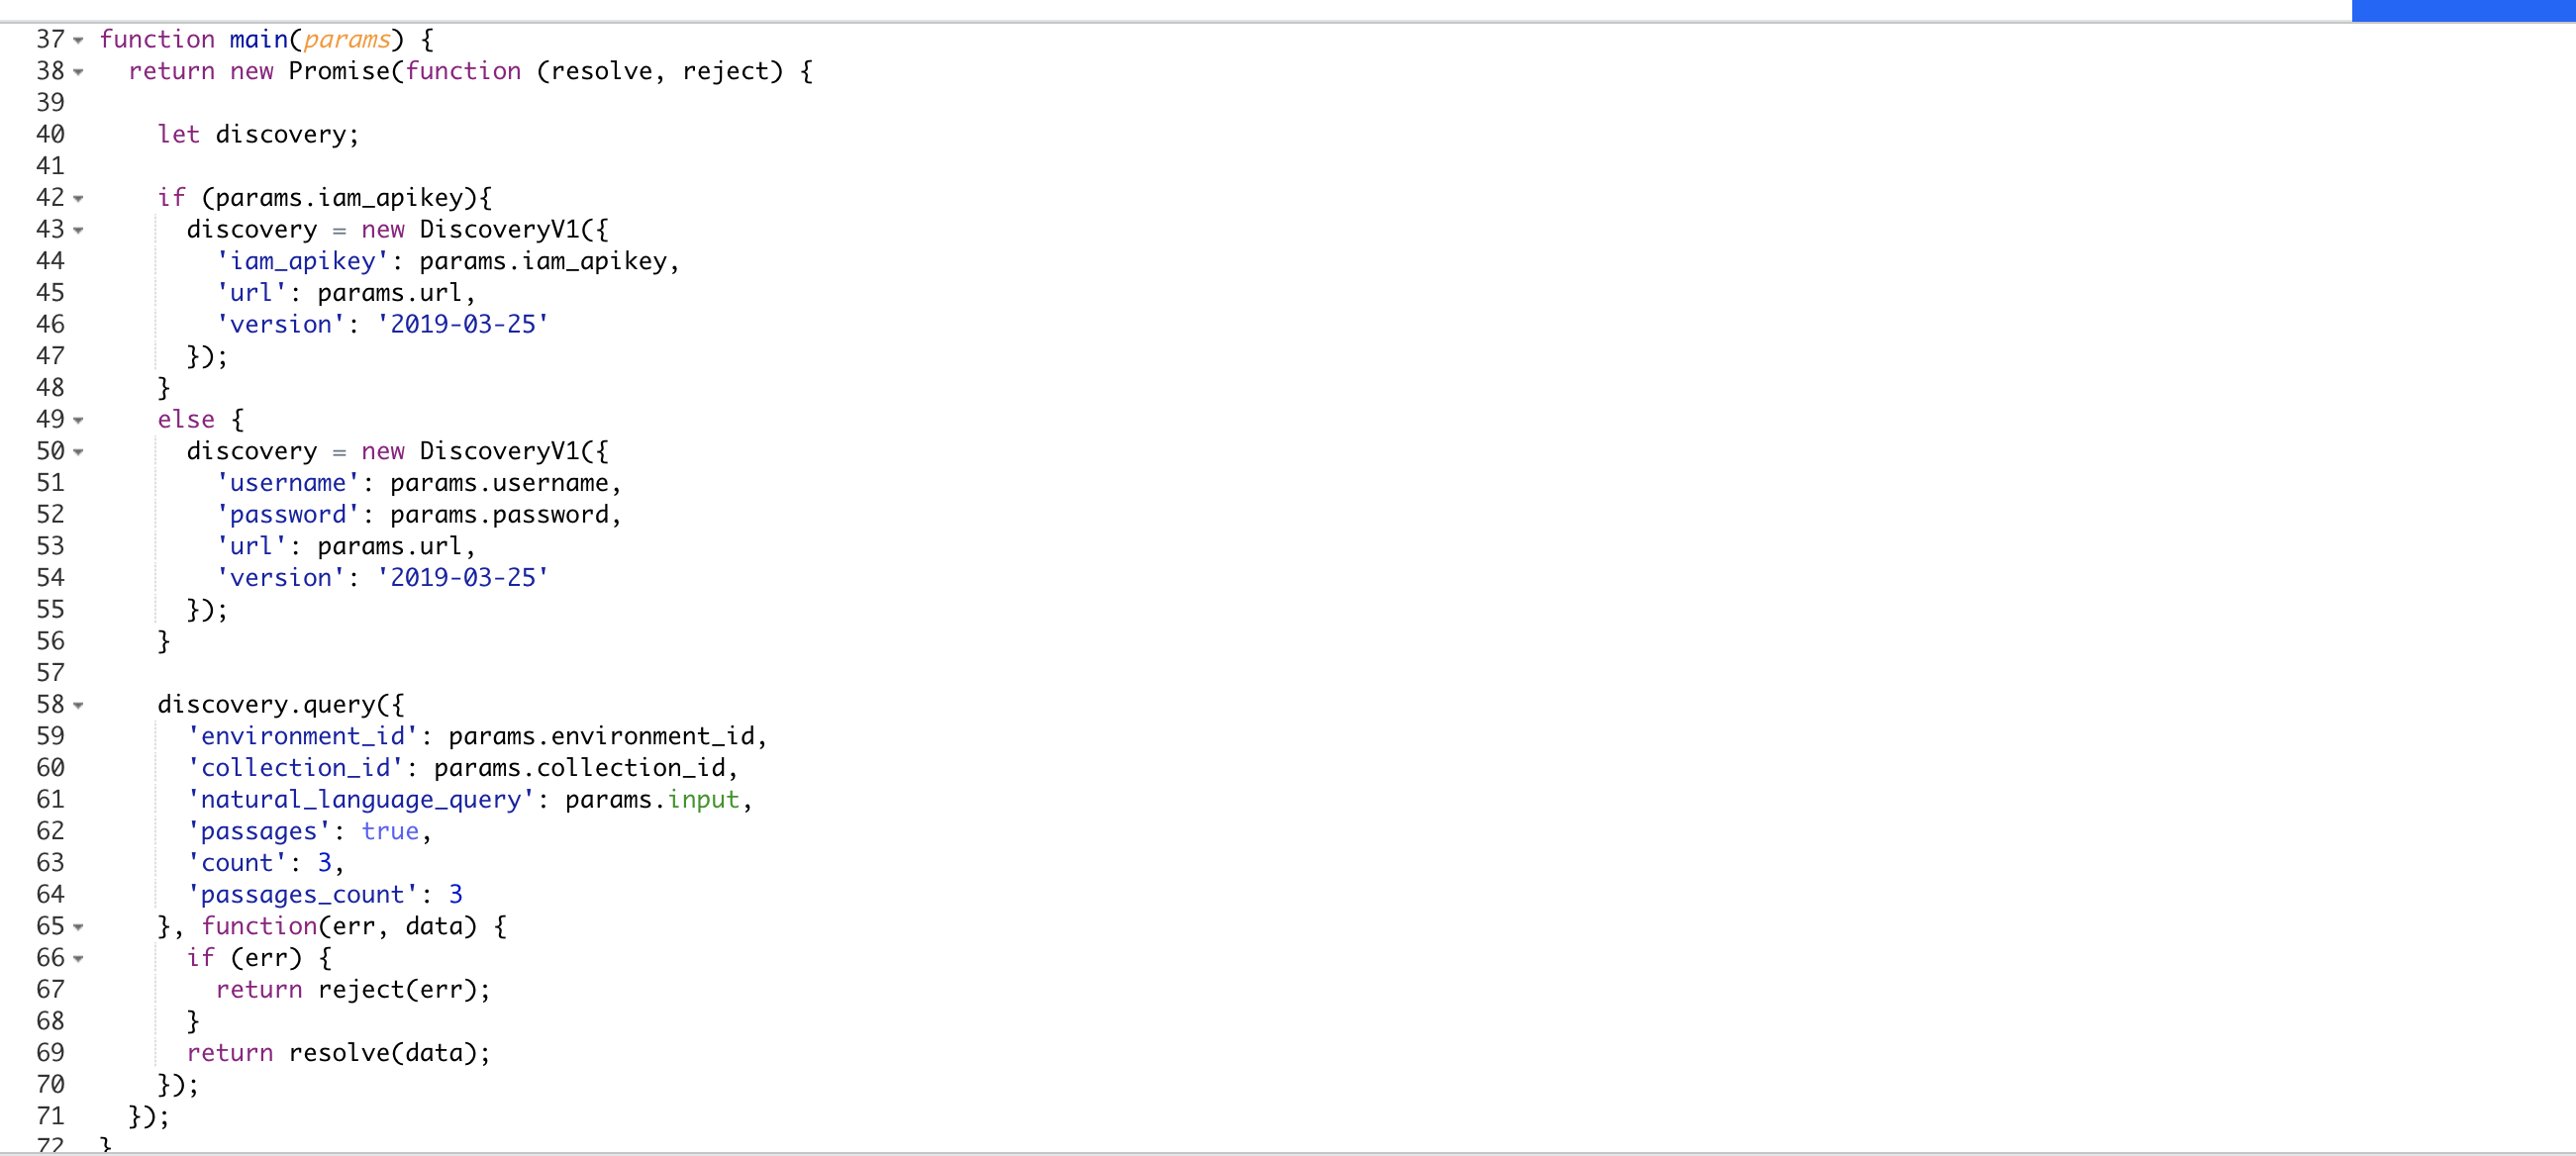 37 function main(params) {
38   return new Promise(function (resolve, reject) {
39
40     let discovery;
41
42     if (params.iam_apikey){
43       discovery = new DiscoveryV1({
44         'iam_apikey': params.iam_apikey,
45         'url': params.url,
46         'version': '2019-03-25'
47       });
48     }
49     else {
50       discovery = new DiscoveryV1({
51         'username': params.username,
52         'password': params.password,
53         'url': params.url,
54         'version': '2019-03-25'
55       });
56     }
57
58     discovery.query({
59       'environment_id': params.environment_id,
60       'collection_id': params.collection_id,
61       'natural_language_query': params.input,
62       'passages': true,
63       'count': 3,
64       'passages_count': 3
65     }, function(err, data) {
66       if (err) {
67         return reject(err);
68       }
69       return resolve(data);
70     });
71   });
72 }